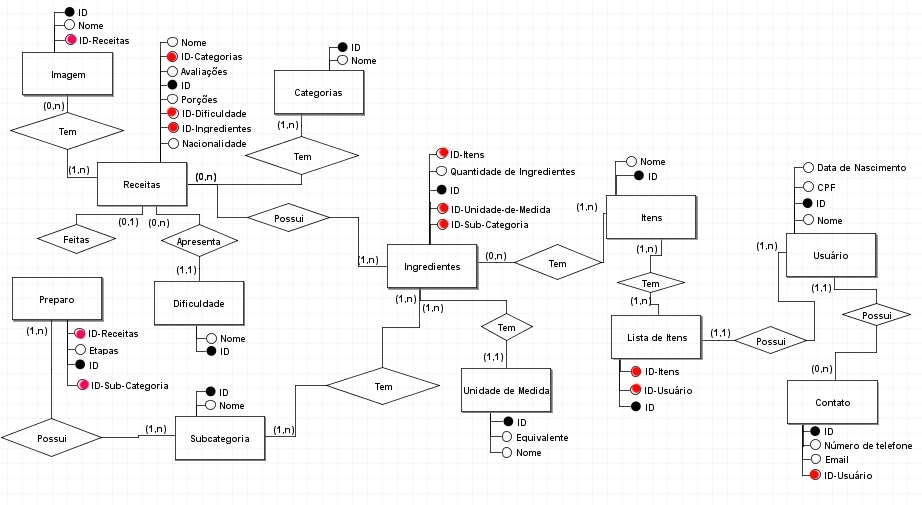 ID
Nome
ID-Receitas
Imagem
(0,n)
Tem
(1,n)
Nome
ID-Categorias
Avaliações
ID
Porções
ID-Dificuldade
ID-Ingredientes
Nacionalidade
Receitas
(0,n)
(0,1)
(0,n)
Feitas
Apresenta
(1,1)
Dificuldade
Nome
ID
ID
Nome
Categorias
(1,n)
Tem
Possui
(1,n)
ID-Itens
Quantidade de Ingredientes
ID
ID-Unidade-de-Medida
ID-Sub-Categoria
Ingredientes
(0,n)
Tem
(1,n)
(1,n)
(1,n)
Nome
ID
Itens
(1,n)
Tem
(1,n)
Lista de Itens
(1,1)
ID-Itens
ID-Usuário
ID
Possui
(1,n)
Data de Nascimento
CPF
ID
Nome
Usuário
(1,1)
Possui
(0,n)
Contato
ID
Número de telefone
Email
ID-Usuário
Tem
(1,1)
Unidade de Medida
ID
Equivalente
Nome
Preparo
(1,n)
ID-Receitas
Etapas
ID
ID-Sub-Categoria
Possui
(1,n)
ID
Nome
Subcategoria
(1,n)
Tem